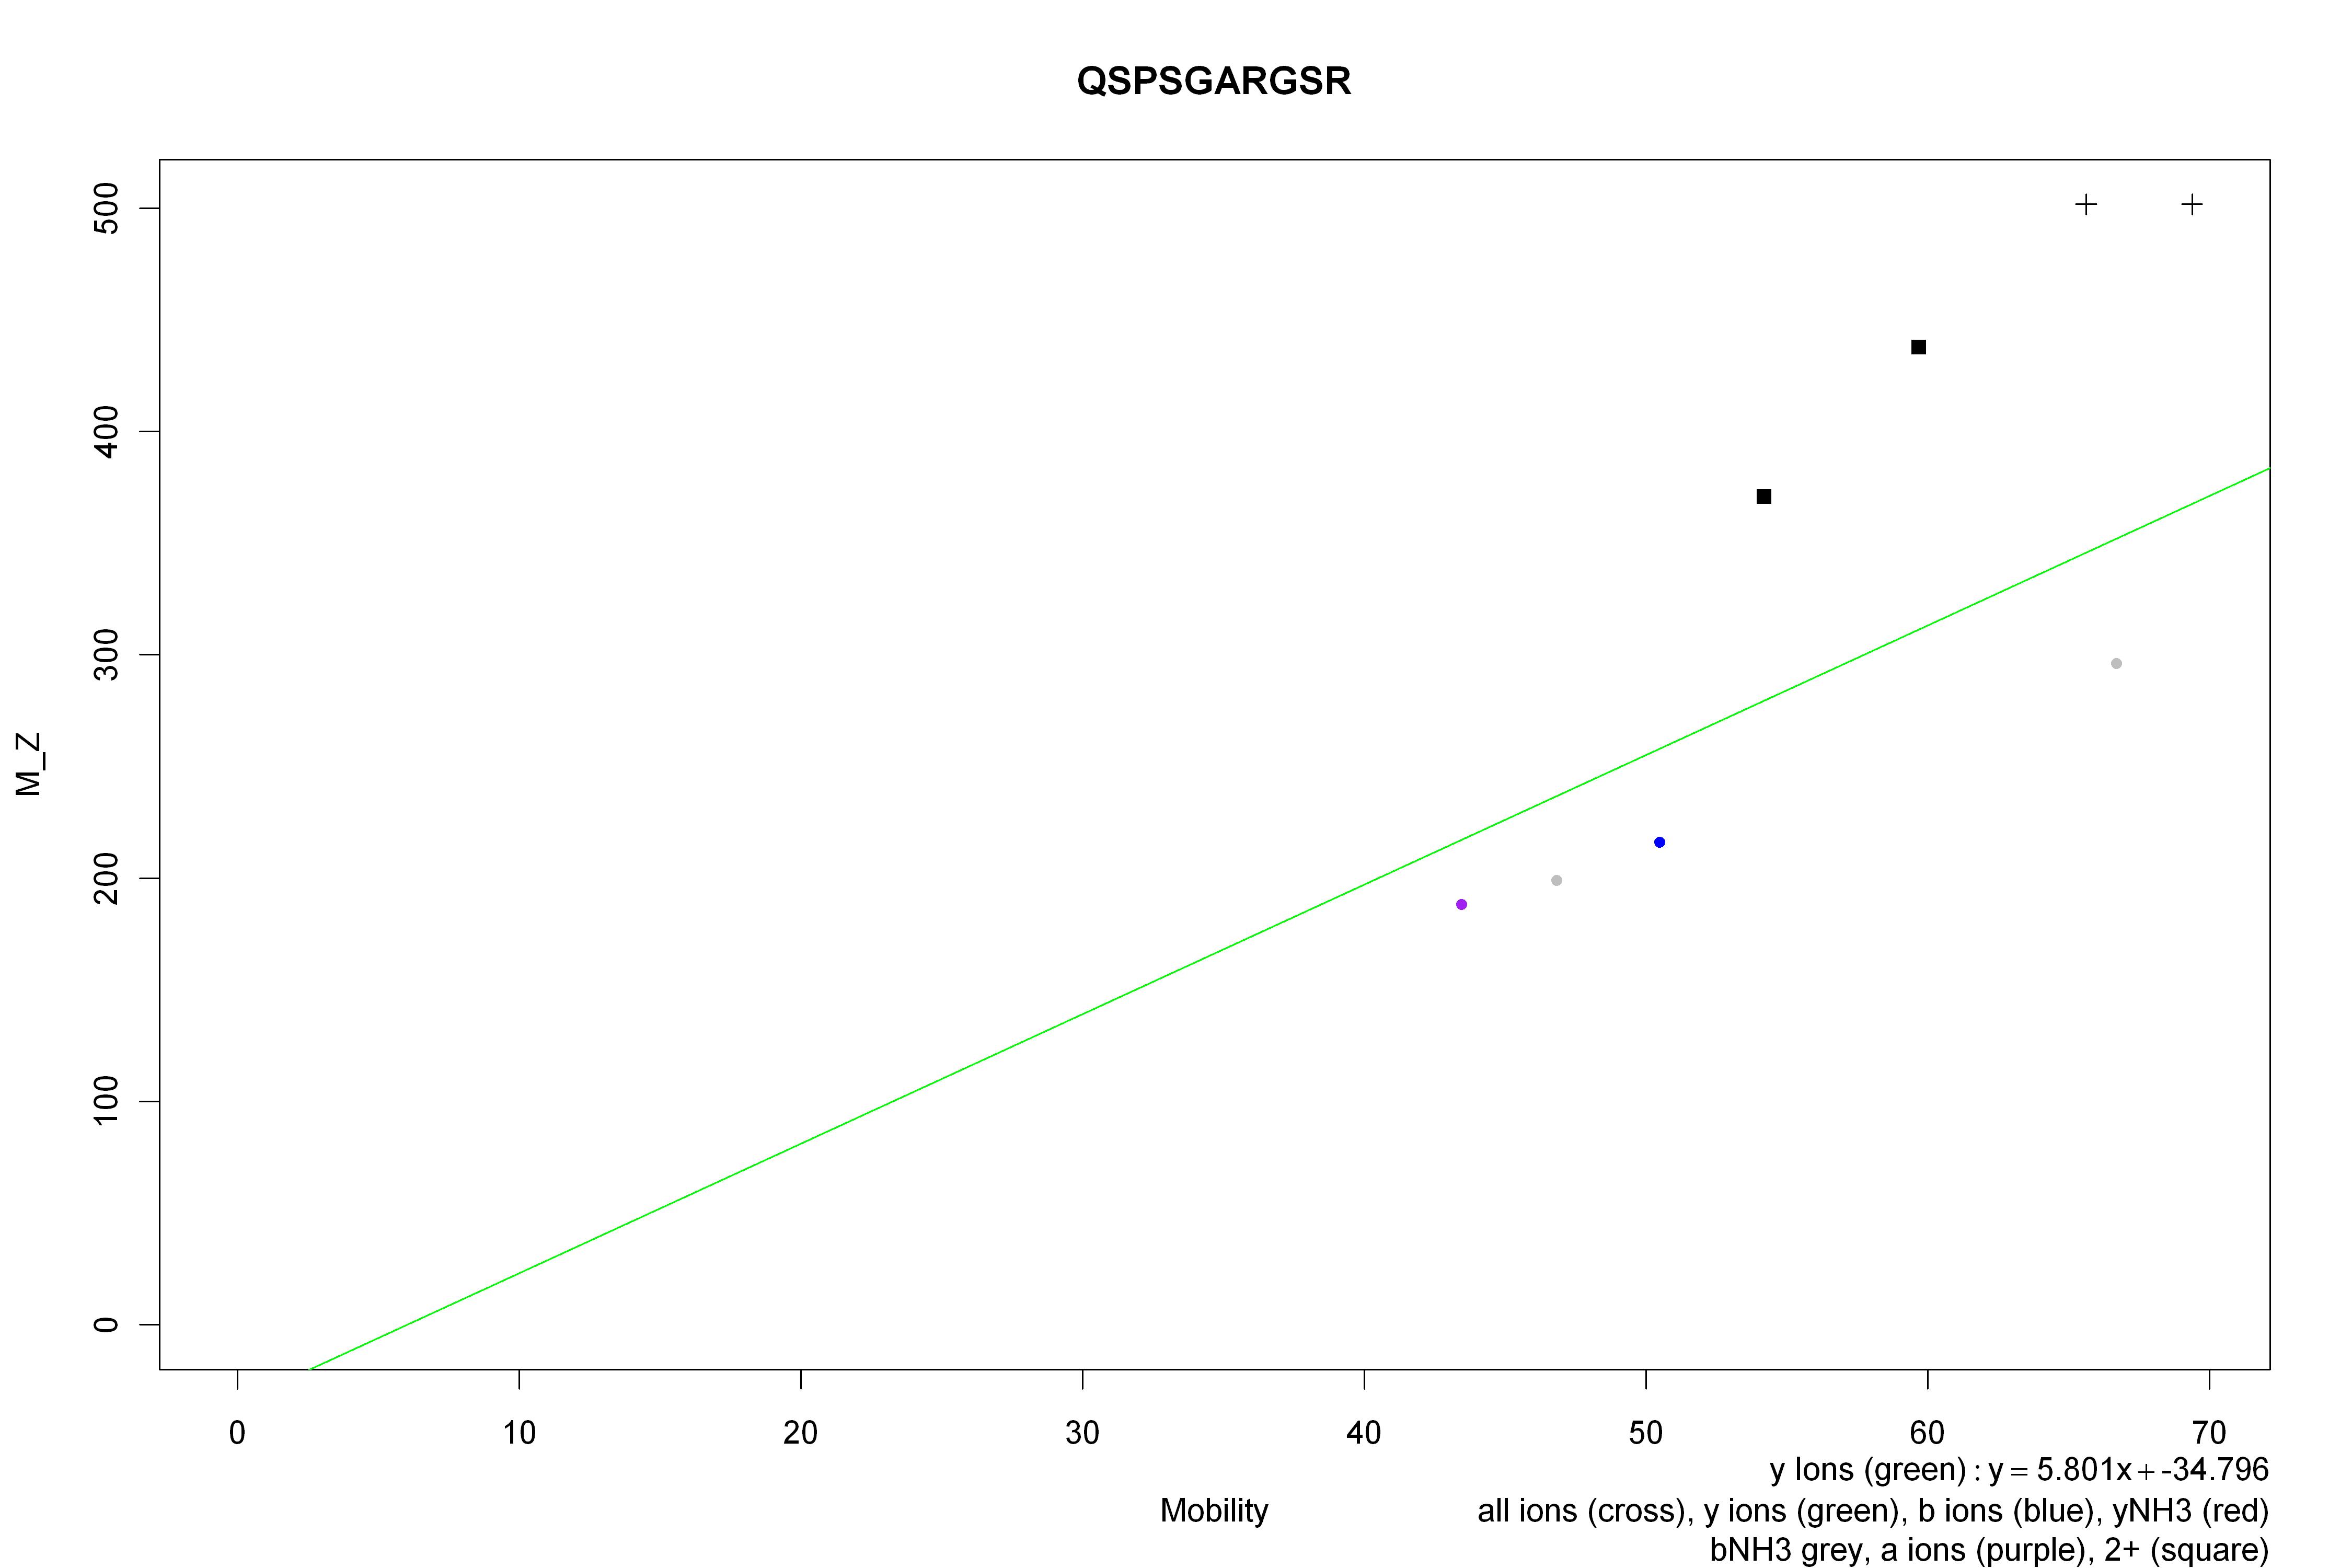 QSPSGARGSR
500
400
300
200
100
0
M_Z
0 10 20 30 40 50 60 70
y Ions (green) : y = 5.801x + -34.796
Mobility
all ions (cross), y ions (green), b ions (blue), yNH3 (red)
bNH3 grey, a ions (purple), 2+ (square)